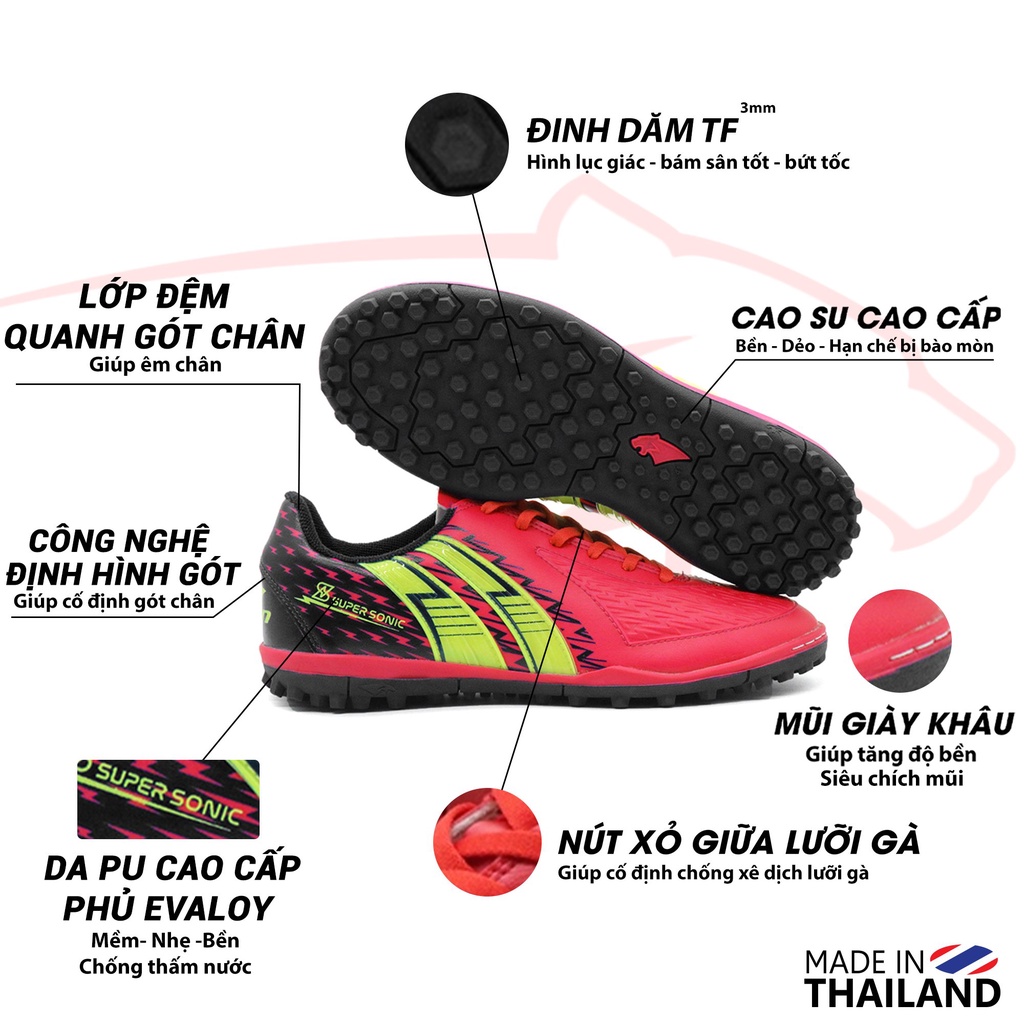 ĐINH DĂM TF 3mm
Hình lục giác - bám sân tốt - bứt tốc
LỚP ĐỆM
QUANH GÓT CHÂN
Giúp êm chân
CAO SU CAO CẤP
Bền - Dẻo - Hạn chế bị bào mòn
CÔNG NGHỆ
ĐỊNH HÌNH GÓT
Giúp cố định gót chân
SUPER SONIC
MŨI GIÀY KHÂU
Giúp tăng độ bền
Siêu chích mũi
SUPER SONIC
DA PU CAO CẤP
PHỦ EVALOY
Mềm- Nhẹ -Bền
Chống thấm nước
NÚT XỎ GIỮA LƯỠI GÀ
Giúp cố định chống xê dịch lưỡi gà
MADE IN
THAILAND